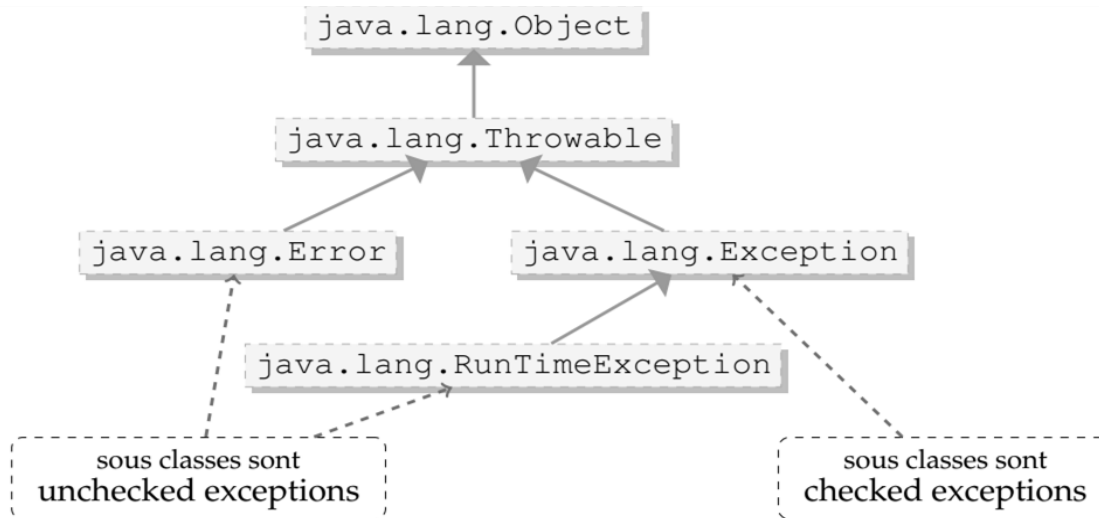 java.lang.Object
java.lang.Throwable
java.lang.Error
java.lang.Exception
java.lang.RunTimeException
sous classes sont
unchecked exceptions
sous classes sont
checked exceptions